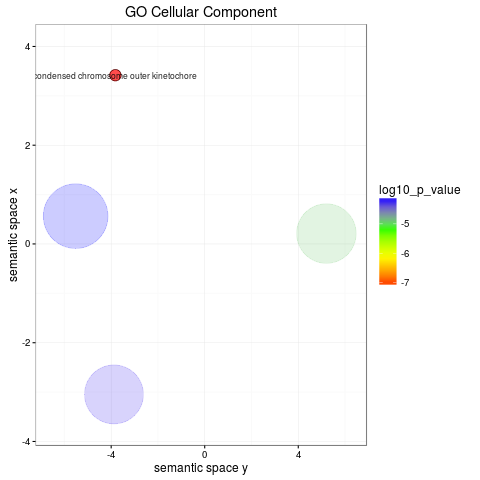 GO Cellular Component
4
condensed chromosome outer kinetochore
2
0
-2
-4
semantic space x
-4
0
4
semantic space y
log10_p_value
-5
-6
-7